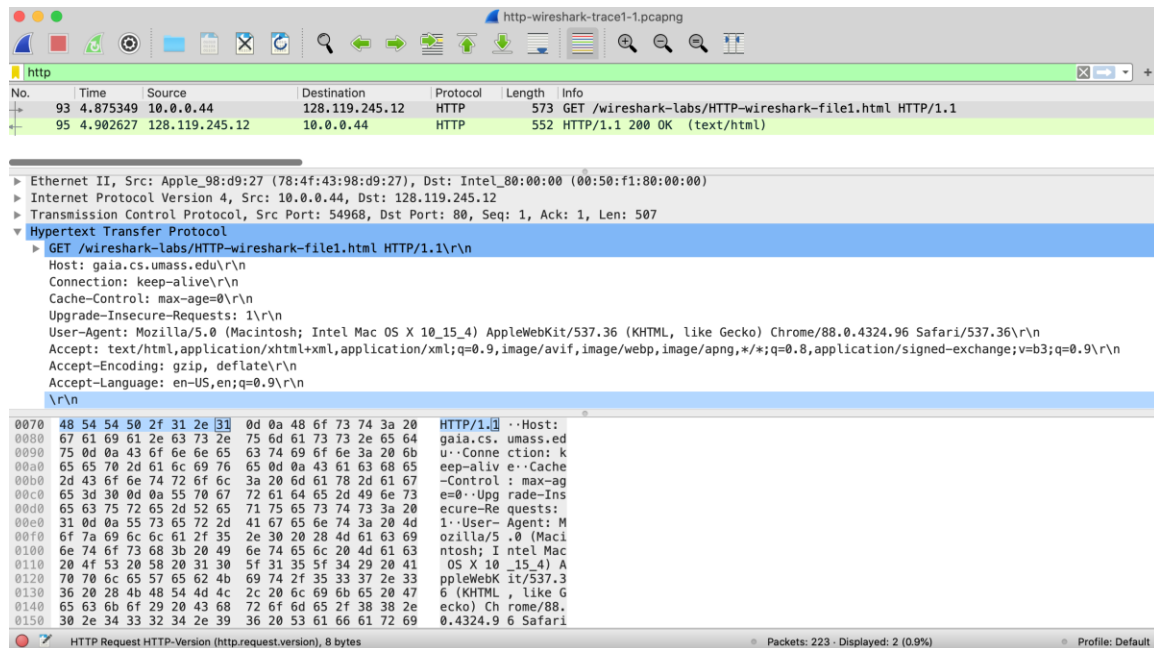 http-wireshark-trace1-1.pcapng
http
No. Time Source Destination Protocol Length Info
93 4.875349 10.0.0.44 128.119.245.12 HTTP 573 GET /wireshark-labs/HTTP-wireshark-file1.html HTTP/1.1
95 4.902627 128.119.245.12 10.0.0.44 HTTP 552 HTTP/1.1 200 OK (text/html)
Ethernet II, Src: Apple_98:d9:27 (78:4f:43:98:d9:27), Dst: Intel_80:00:00 (00:50:f1:80:00:00)
Internet Protocol Version 4, Src: 10.0.0.44, Dst: 128.119.245.12
Transmission Control Protocol, Src Port: 54968, Dst Port: 80, Seq: 1, Ack: 1, Len: 507
Hypertext Transfer Protocol
GET /wireshark-labs/HTTP-wireshark-file1.html HTTP/1.1\r\n
Host: gaia.cs.umass.edu\r\n
Connection: keep-alive\r\n
Cache-Control: max-age=0\r\n
Upgrade-Insecure-Requests: 1\r\n
User-Agent: Mozilla/5.0 (Macintosh; Intel Mac OS X 10_15_4) AppleWebKit/537.36 (KHTML, like Gecko) Chrome/88.0.4324.96 Safari/537.36\r\n
Accept: text/html,application/xhtml+xml,application/xml;q=0.9,image/avif,image/webp,image/apng,*/*;q=0.8,application/signed-exchange;v=b3;q=0.9\r\n
Accept-Encoding: gzip, deflate\r\n
Accept-Language: en-US,en;q=0.9\r\n
\r\n
0070 48 54 54 50 2f 31 2e 31 0d 0a 48 6f 73 74 3a 20 HTTP/1.1 ··Host:
0080 67 61 69 61 2e 63 73 2e 75 6d 61 73 73 2e 65 64 gaia.cs. umass.ed
0090 75 0d 0a 43 6f 6e 6e 65 63 74 69 6f 6e 3a 20 6b u··Conne ction: k
00a0 65 65 70 2d 61 6c 69 76 65 0d 0a 43 61 63 68 65 eep-aliv e··Cache
00b0 2d 43 6f 6e 74 72 6f 6c 3a 20 6d 61 78 2d 61 67 -Control : max-ag
00c0 65 3d 30 0d 0a 55 70 67 72 61 64 65 2d 49 6e 73 e=0··Upg rade-Ins
00d0 65 63 75 72 65 2d 52 65 71 75 65 73 74 73 3a 20 ecure-Re quests:
00e0 31 0d 0a 55 73 65 72 2d 41 67 65 6e 74 3a 20 4d 1··User- Agent: M
00f0 6f 7a 69 6c 6c 61 2f 35 2e 30 20 28 4d 61 63 69 ozilla/5 .0 (Maci
0100 6e 74 6f 73 68 3b 20 49 6e 74 65 6c 20 4d 61 63 ntosh; I ntel Mac
0110 20 4f 53 20 58 20 31 30 5f 31 35 5f 34 29 20 41 OS X 10 _15_4) A
0120 70 70 6c 65 57 65 62 4b 69 74 2f 35 33 37 2e 33 ppleWebK it/537.3
0130 36 20 28 4b 48 54 4d 4c 2c 20 6c 69 6b 65 20 47 6 (KHTML , like G
0140 65 63 6b 6f 29 20 43 68 72 6f 6d 65 2f 38 38 2e ecko) Ch rome/88.
0150 30 2e 34 33 32 34 2e 39 36 20 53 61 66 61 72 69 0.4324.9 6 Safari
HTTP Request HTTP-Version (http.request.version), 8 bytes Packets: 223 · Displayed: 2 (0.9%) Profile: Default